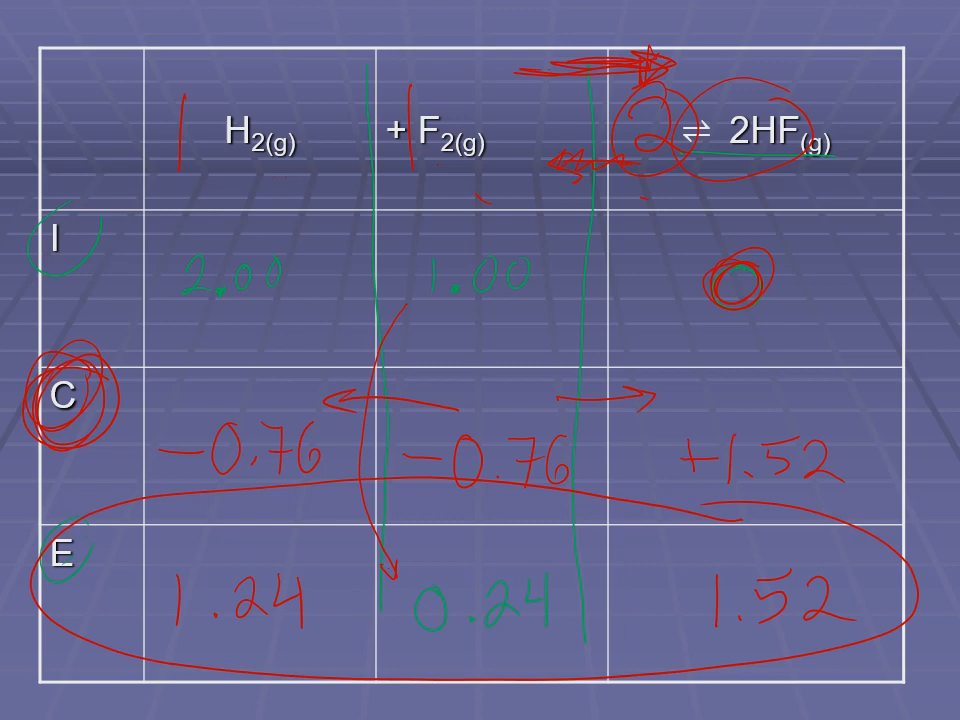 1 H2(g) + 1 F2(g) 2 ⇌ 2HF(g)
I 2.00 1.00 0
C -0.76 -0.76 +1.52
E 1.24 0.24 1.52